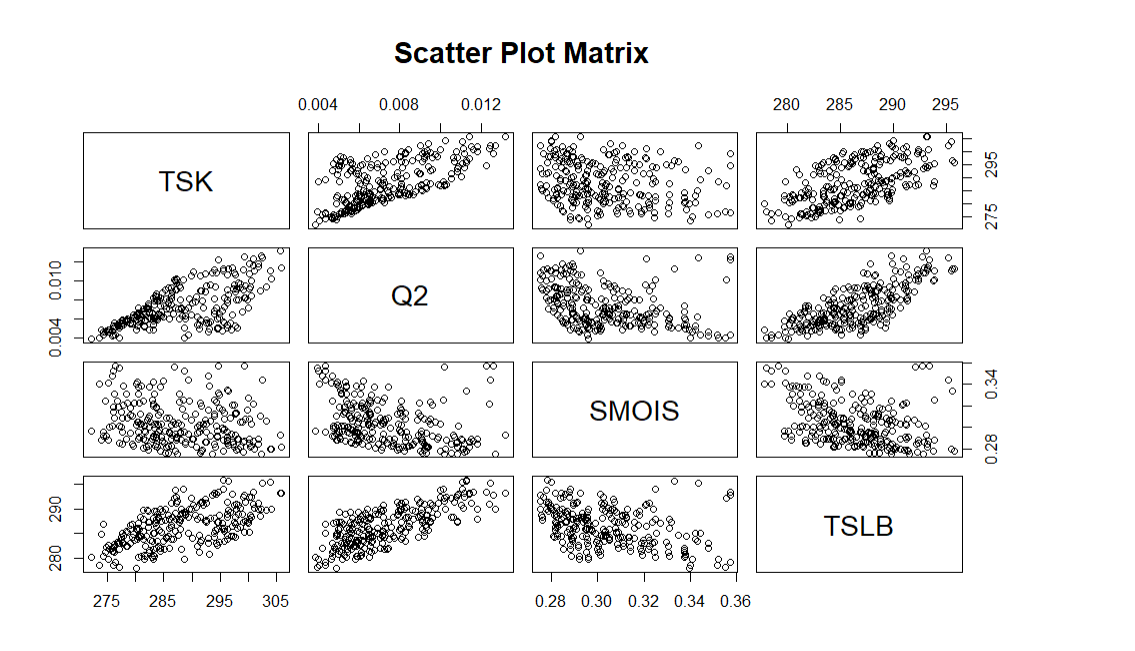 Scatter Plot Matrix
0.004 0.008 0.012 280 285 290 295
TSK
275 295
Q2
0.004 0.010
SMOIS
0.28 0.34
TSLB
280 290
275 285 295 305 0.28 0.30 0.32 0.34 0.36